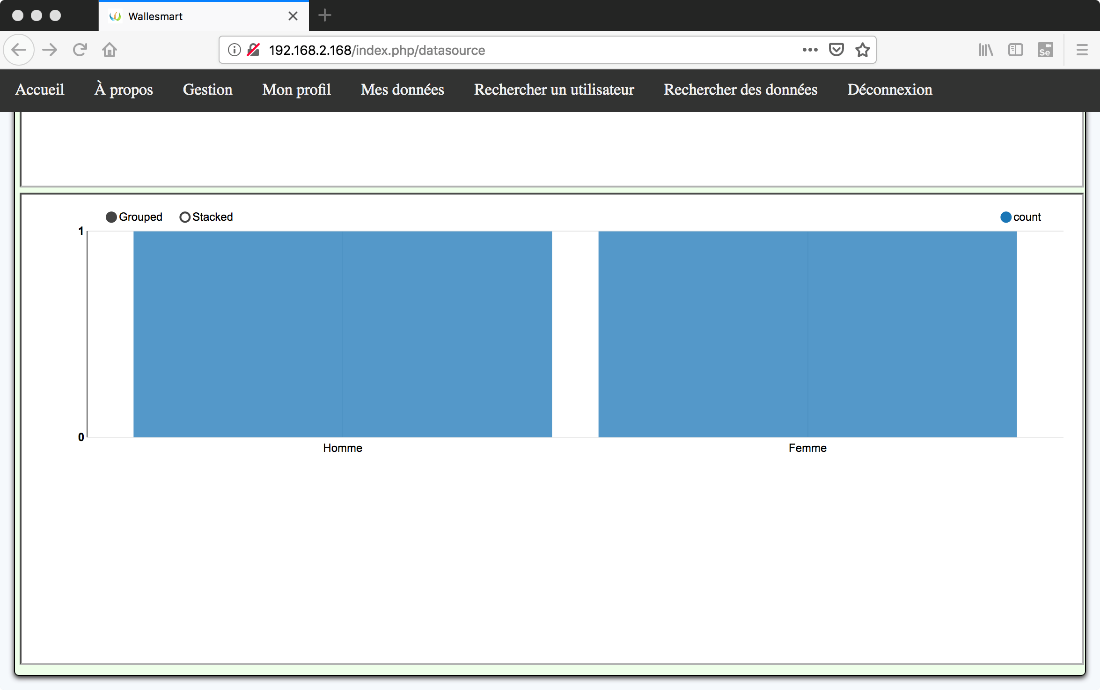 Wallesmart
192.168.2.168/index.php/datasource
Accueil À propos Gestion Mon profil Mes données Rechercher un utilisateur Rechercher des données Déconnexion
Grouped Stacked count
1
0
Homme Femme